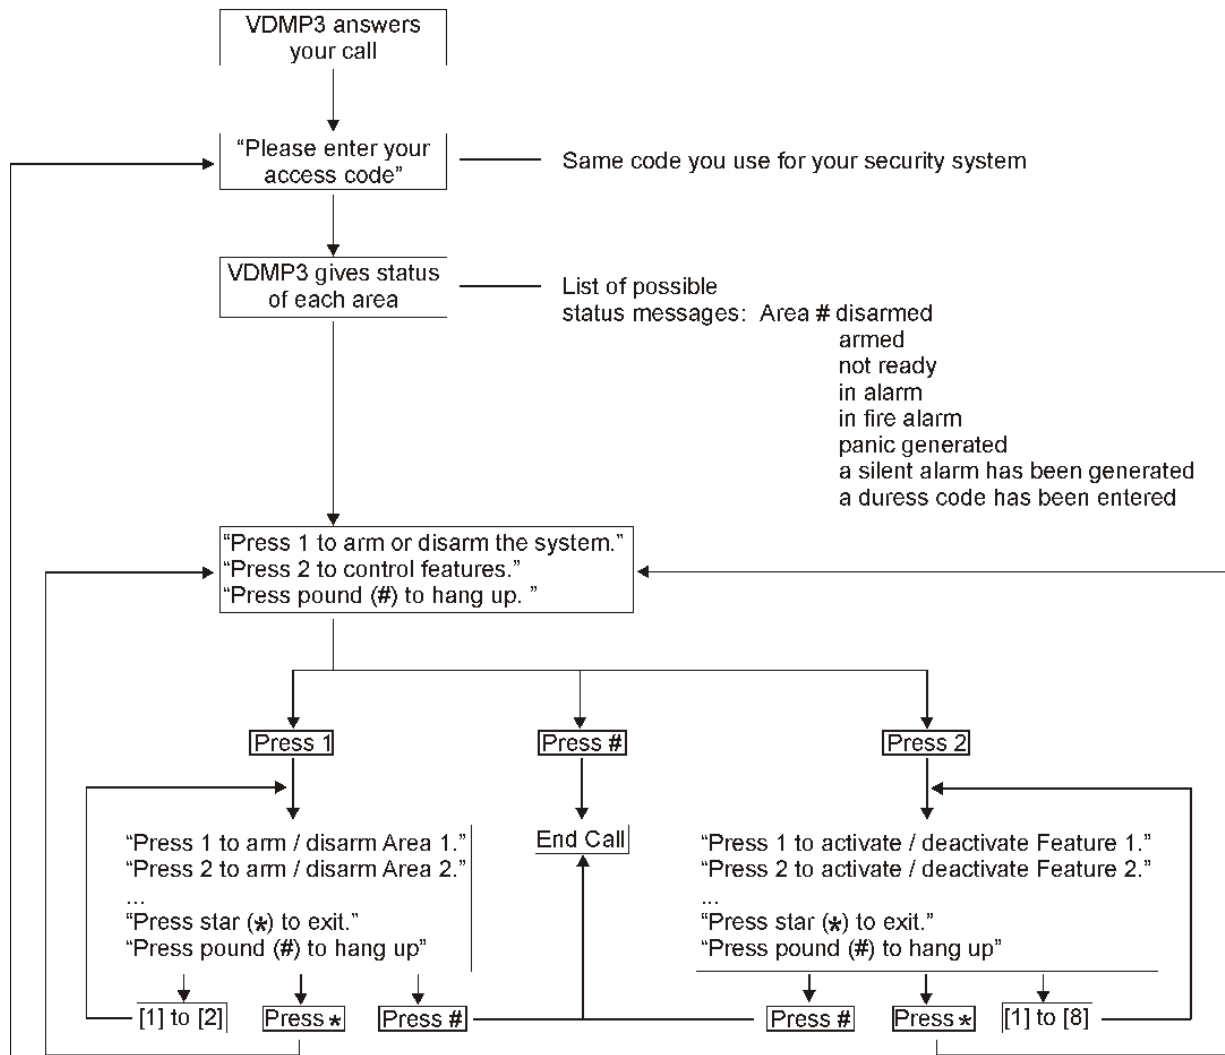 VDMP3 answers
your call
“Please enter your
access code”
Same code you use for your security system
VDMP3 gives status
of each area
List of possible
status messages: Area # disarmed
armed
not ready
in alarm
in fire alarm
panic generated
a silent alarm has been generated
a duress code has been entered
“Press 1 to arm or disarm the system.”
“Press 2 to control features.”
“Press pound (#) to hang up. ”
Press 1
Press #
Press 2
“Press 1 to arm / disarm Area 1.”
“Press 2 to arm / disarm Area 2.”
...
“Press star (*) to exit.”
“Press pound (#) to hang up”
End Call
“Press 1 to activate / deactivate Feature 1.”
“Press 2 to activate / deactivate Feature 2.”
...
“Press star (*) to exit.”
“Press pound (#) to hang up”
[1] to [2]
Press *
Press #
Press #
Press *
[1] to [8]